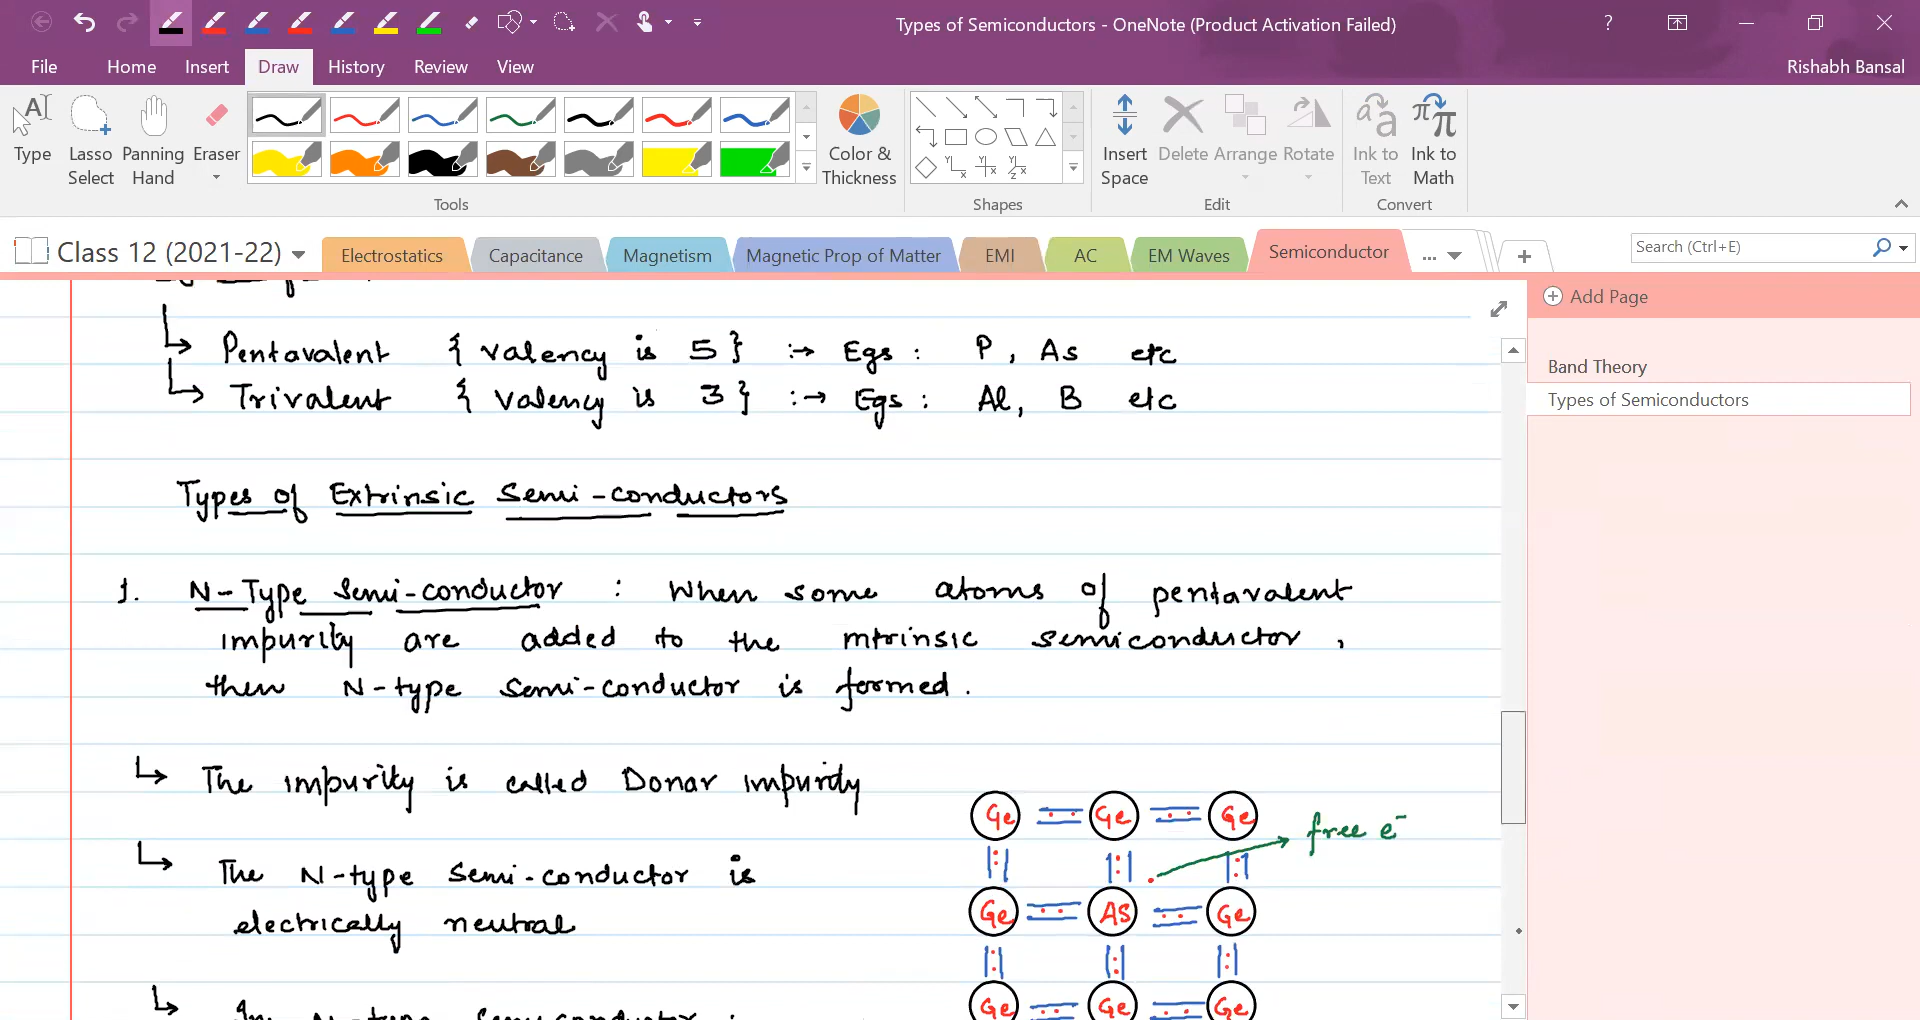 Types of Semiconductors - OneNote (Product Activation Failed)
?
File Home Insert Draw History Review View
Rishabh Bansal
Type
Lasso Select
Panning Hand
Eraser
Color & Thickness
Insert Space
Delete
Arrange
Rotate
Ink to Text
Ink to Math
Tools
Shapes
Edit
Convert
Class 12 (2021-22)
Electrostatics Capacitance Magnetism Magnetic Prop of Matter EMI AC EM Waves Semiconductor ...
Search (Ctrl+E)
Add Page
Band Theory
Types of Semiconductors
↳ Pentavalent { valency is 5 } :→ Egs : P, As etc
↳ Trivalent { valency is 3 } :→ Egs : Al, B etc
Types of Extrinsic Semi-conductors
1. N-Type Semi-conductor : When some atoms of pentavalent
impurity are added to the intrinsic semiconductor,
then N-type semi-conductor is formed.
↳ The impurity is called Donar impurity
↳ The N-type semi-conductor is
electrically neutral
↳ In N-type semiconductor
Ge Ge Ge
free e⁻
Ge AS Ge
Ge Ge Ge